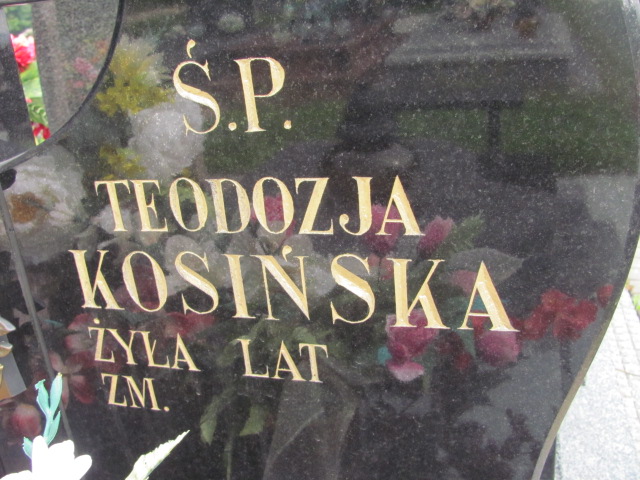 Ś.P.
TEODOZJA
KOSIŃSKA
ŻYŁA LAT
ZM.